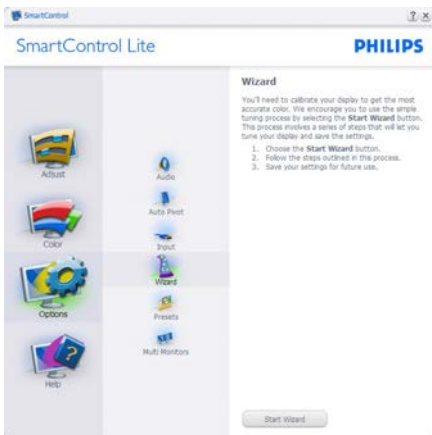 SmartControl
? X
SmartControl Lite
PHILIPS
Adjust
Color
Options
Help
Audio
Auto Pivot
Input
Wizard
Presets
Multi Monitors
Wizard
You'll need to calibrate your display to get the most
accurate color. We encourage you to use the simple
tuning process by selecting the Start Wizard button.
This process involves a series of steps that will let you
tune your display and save the settings.
1. Choose the Start Wizard button.
2. Follow the steps outlined in this process.
3. Save your settings for future use.
Start Wizard